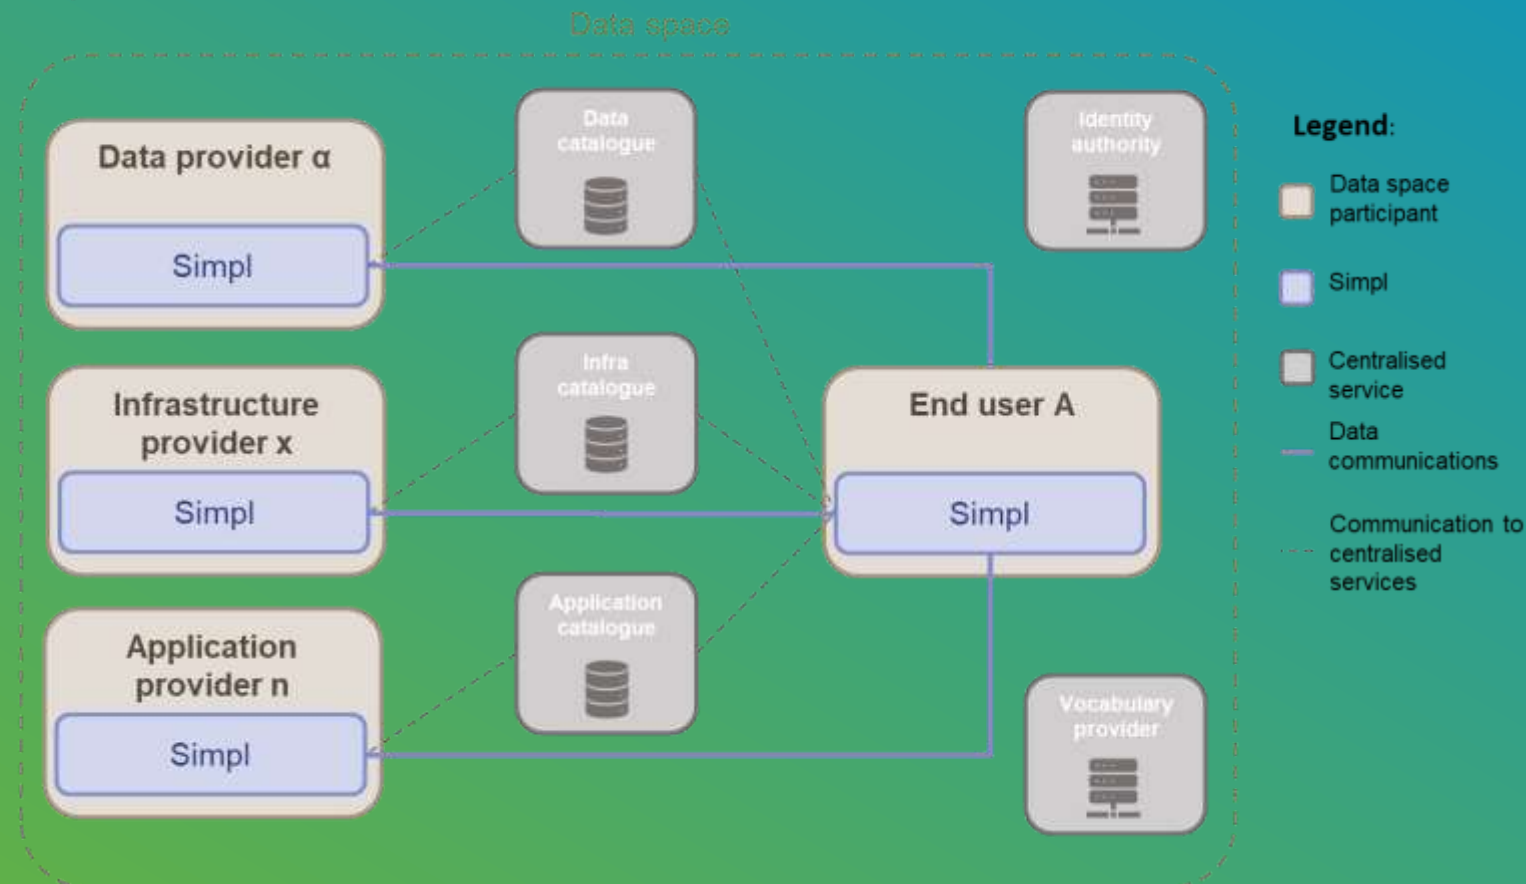 Data space
Data provider α
Simpl
Data
catalogue
Identity
authority
Infrastructure
provider x
Simpl
Infra
catalogue
End user A
Simpl
Application
provider n
Simpl
Application
catalogue
Vocabulary
provider
Legend:
Data space
participant
Simpl
Centralised
service
Data
communications
Communication to
centralised
services